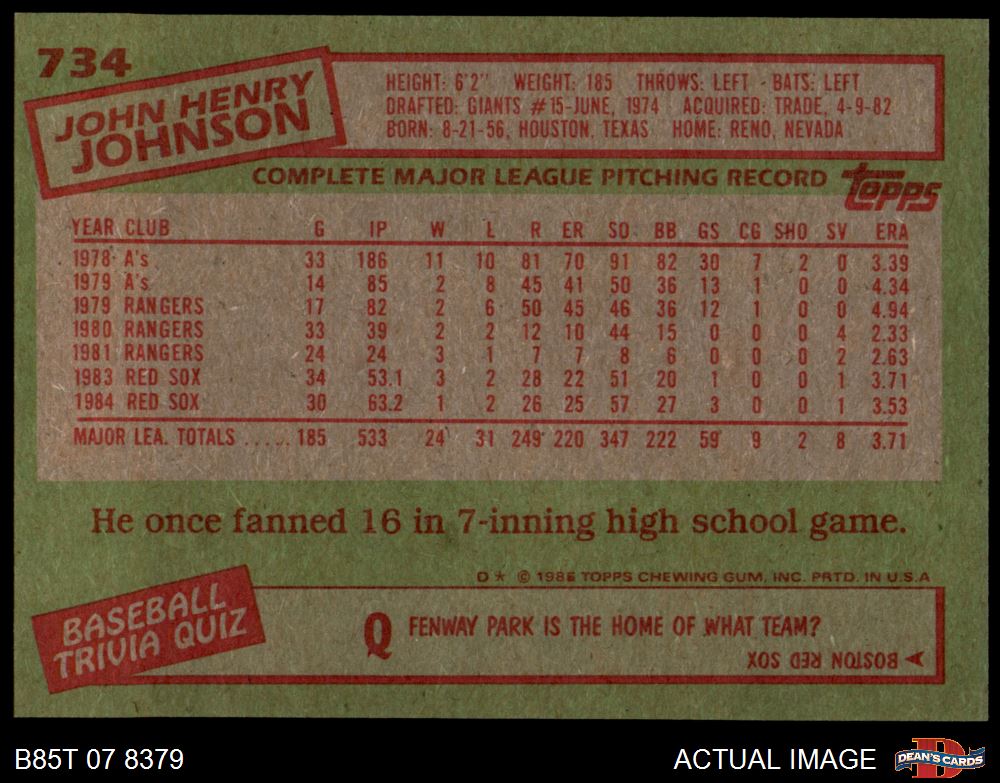 734
JOHN HENRY
JOHNSON
HEIGHT: 6'2" WEIGHT: 185 THROWS: LEFT - BATS: LEFT
DRAFTED: GIANTS #15-JUNE, 1974 ACQUIRED: TRADE, 4-9-82
BORN: 8-21-56, HOUSTON, TEXAS HOME: RENO, NEVADA
COMPLETE MAJOR LEAGUE PITCHING RECORD topps
YEAR CLUB G IP W L R ER SO BB GS CG SHO SV ERA
1978 A's 33 186 11 10 81 70 91 82 30 7 2 0 3.39
1979 A's 14 85 2 8 45 41 50 36 13 1 0 0 4.34
1979 RANGERS 17 82 2 6 50 45 46 36 12 1 0 0 4.94
1980 RANGERS 33 39 2 2 12 10 44 15 0 0 0 4 2.33
1981 RANGERS 24 24 3 1 7 7 8 6 0 0 0 2 2.63
1983 RED SOX 34 53.1 3 2 28 22 51 20 1 0 0 1 3.71
1984 RED SOX 30 63.2 1 2 26 25 57 27 3 0 0 1 3.53
MAJOR LEA. TOTALS ..... 185 533 24 31 249 220 347 222 59 9 2 8 3.71
He once fanned 16 in 7-inning high school game.
D * © 1985 TOPPS CHEWING GUM, INC. PRTD. IN U.S.A
BASEBALL
TRIVIA QUIZ
Q FENWAY PARK IS THE HOME OF WHAT TEAM?
BOSTON RED SOX
B85T 07 8379
ACTUAL IMAGE
D
DEAN'S CARDS